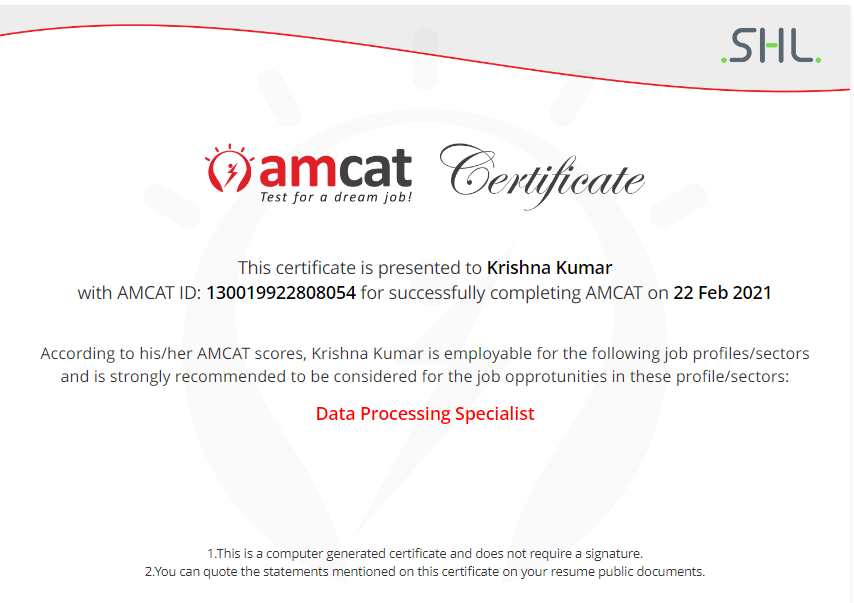 .SHL.
amcat Certificate
Test for a dream job!
This certificate is presented to Krishna Kumar
with AMCAT ID: 130019922808054 for successfully completing AMCAT on 22 Feb 2021
According to his/her AMCAT scores, Krishna Kumar is employable for the following job profiles/sectors
and is strongly recommended to be considered for the job opprotunities in these profile/sectors:
Data Processing Specialist
1.This is a computer generated certificate and does not require a signature.
2.You can quote the statements mentioned on this certificate on your resume public documents.